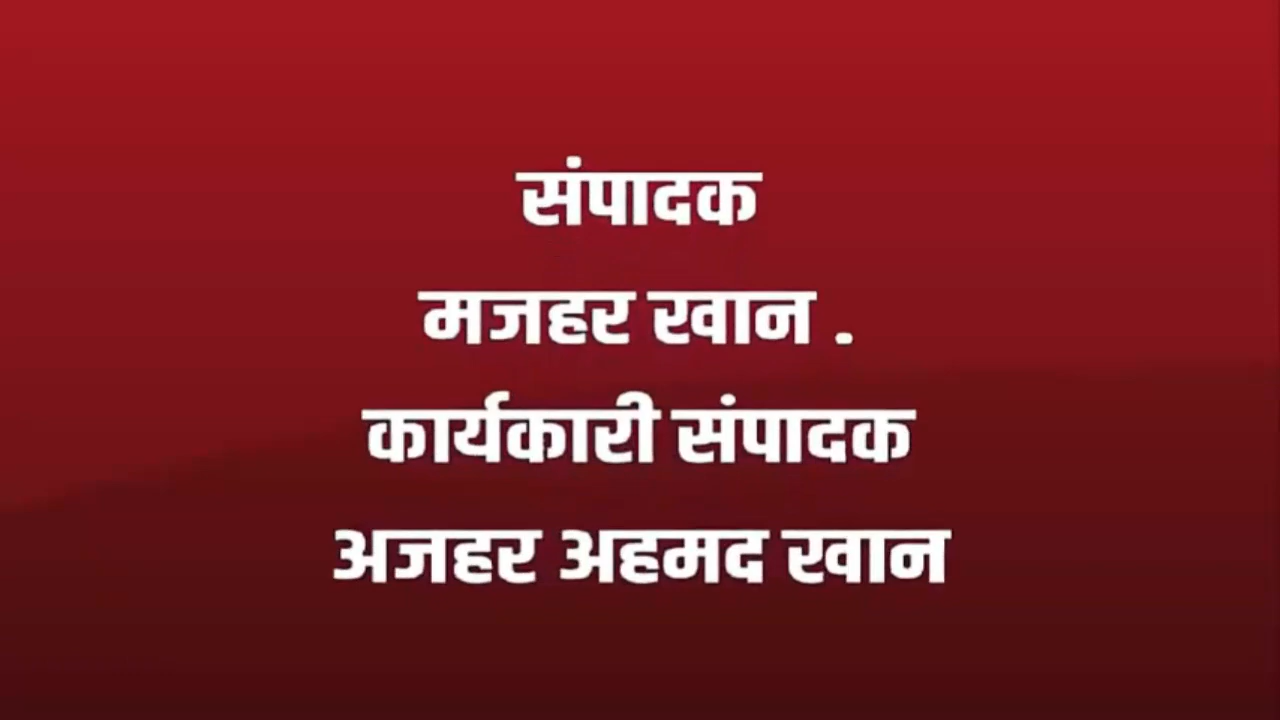 संपादक
मजहर खान .
कार्यकारी संपादक
अजहर अहमद खान